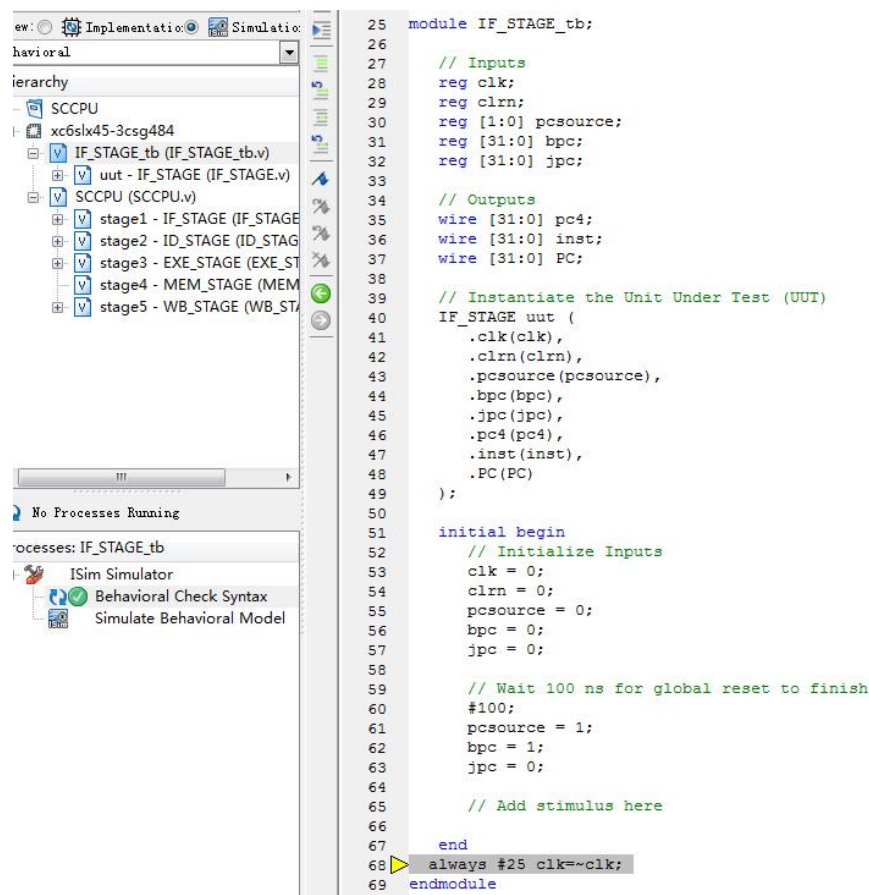 ew: Implementatio Simulatio
havioral
ierarchy
SCCPU
xc6slx45-3csg484
IF_STAGE_tb (IF_STAGE_tb.v)
uut - IF_STAGE (IF_STAGE.v)
SCCPU (SCCPU.v)
stage1 - IF_STAGE (IF_STAGE
stage2 - ID_STAGE (ID_STAG
stage3 - EXE_STAGE (EXE_ST
stage4 - MEM_STAGE (MEM
stage5 - WB_STAGE (WB_STA
No Processes Running
rocesses: IF_STAGE_tb
ISim Simulator
Behavioral Check Syntax
Simulate Behavioral Model
25 module IF_STAGE_tb;
26
27 // Inputs
28 reg clk;
29 reg clrn;
30 reg [1:0] pcsource;
31 reg [31:0] bpc;
32 reg [31:0] jpc;
33
34 // Outputs
35 wire [31:0] pc4;
36 wire [31:0] inst;
37 wire [31:0] PC;
38
39 // Instantiate the Unit Under Test (UUT)
40 IF_STAGE uut (
41 .clk(clk),
42 .clrn(clrn),
43 .pcsource(pcsource),
44 .bpc(bpc),
45 .jpc(jpc),
46 .pc4(pc4),
47 .inst(inst),
48 .PC(PC)
49 );
50
51 initial begin
52 // Initialize Inputs
53 clk = 0;
54 clrn = 0;
55 pcsource = 0;
56 bpc = 0;
57 jpc = 0;
58
59 // Wait 100 ns for global reset to finish
60 #100;
61 pcsource = 1;
62 bpc = 1;
63 jpc = 0;
64
65 // Add stimulus here
66
67 end
68 always #25 clk=~clk;
69 endmodule